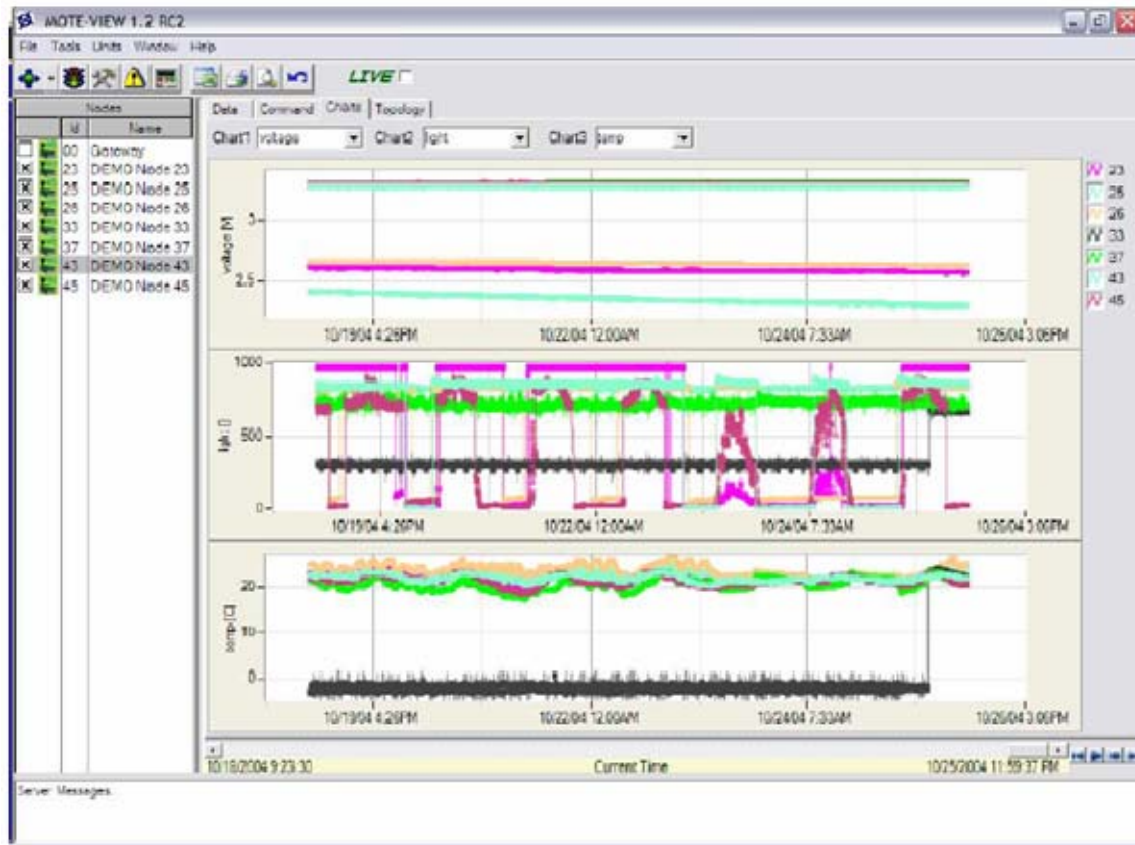 MOTE-VIEW 1.2 RC2
File Tools Units Window Help
LIVE
Nodes
Id Name
00 Gateway
23 DEMO Node 23
25 DEMO Node 25
26 DEMO Node 26
33 DEMO Node 33
37 DEMO Node 37
43 DEMO Node 43
45 DEMO Node 45
Data Command Charts Topology
Chart1 voltage Chart2 light Chart3 temp
voltage [V]
3
2.5
10/19/04 4:26PM 10/22/04 12:00AM 10/24/04 7:33AM 10/26/04 3:06PM
light []
1000
500
0
10/19/04 4:26PM 10/22/04 12:00AM 10/24/04 7:33AM 10/26/04 3:06PM
temp [C]
20
10
0
10/19/04 4:26PM 10/22/04 12:00AM 10/24/04 7:33AM 10/26/04 3:06PM
23
25
26
33
37
43
45
10/18/2004 9:23:30 Current Time 10/25/2004 11:59:37 PM
Server Messages